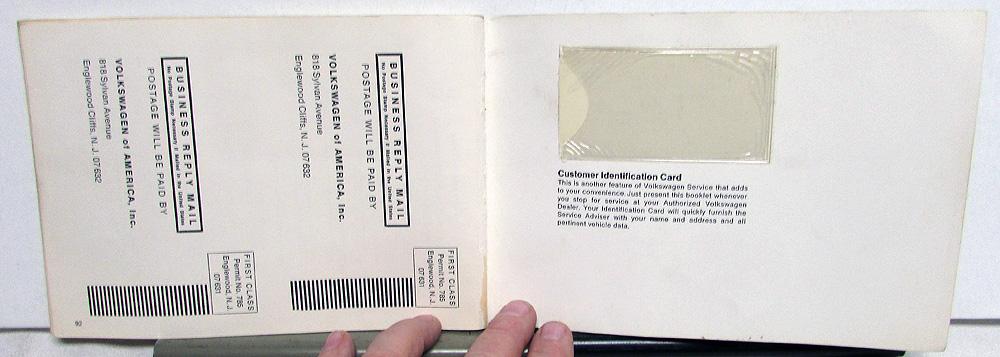 BUSINESS REPLY MAIL
No Postage Stamp Necessary if Mailed in the United States
POSTAGE WILL BE PAID BY
VOLKSWAGEN of AMERICA, Inc.
818 Sylvan Avenue
Englewood Cliffs, N. J. 07632
FIRST CLASS
Permit No. 785
Englewood, N. J.
07631
BUSINESS REPLY MAIL
No Postage Stamp Necessary if Mailed in the United States
POSTAGE WILL BE PAID BY
VOLKSWAGEN of AMERICA, Inc.
818 Sylvan Avenue
Englewood Cliffs, N. J. 07632
FIRST CLASS
Permit No. 785
Englewood, N. J.
07631
92
Customer Identification Card
This is another feature of Volkswagen Service that adds
to your convenience. Just present this booklet whenever
you stop for service at your Authorized Volkswagen
Dealer. Your Identification Card will quickly furnish the
Service Adviser with your name and address and all
pertinent vehicle data.